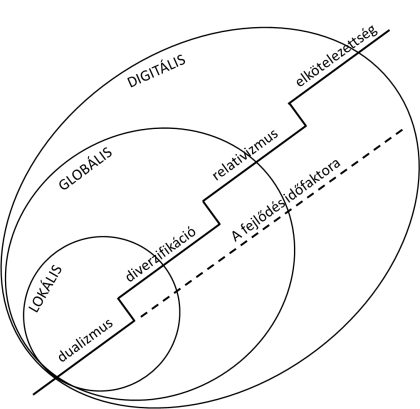 DIGITÁLIS
elkötelezettség
GLOBÁLIS
relativizmus
A fejlődés időfaktora
LOKÁLIS
diverzifikáció
dualizmus